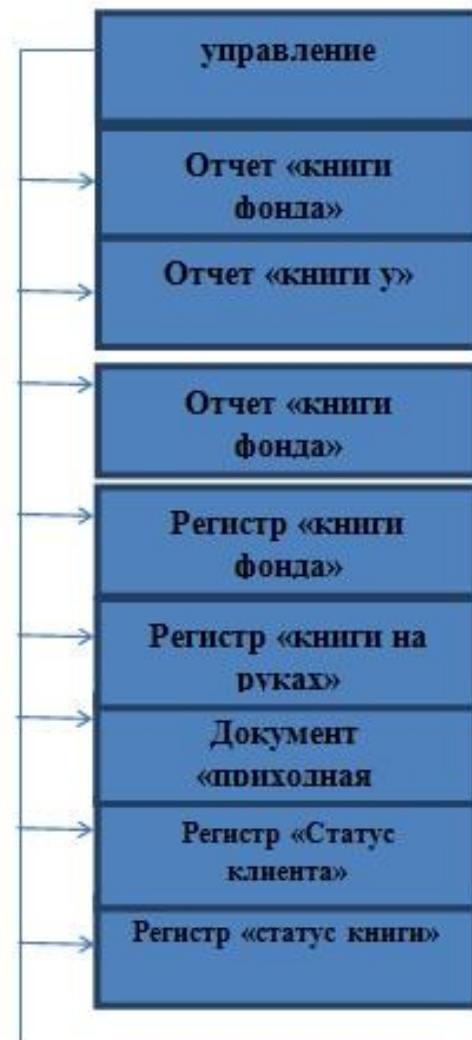 управление
Отчет «книги
фонда»
Отчет «книги у»
Отчет «книги
фонда»
Регистр «книги
фонда»
Регистр «книги на
руках»
Документ
«приходная
Регистр «Статус
клиента»
Регистр «статус книги»